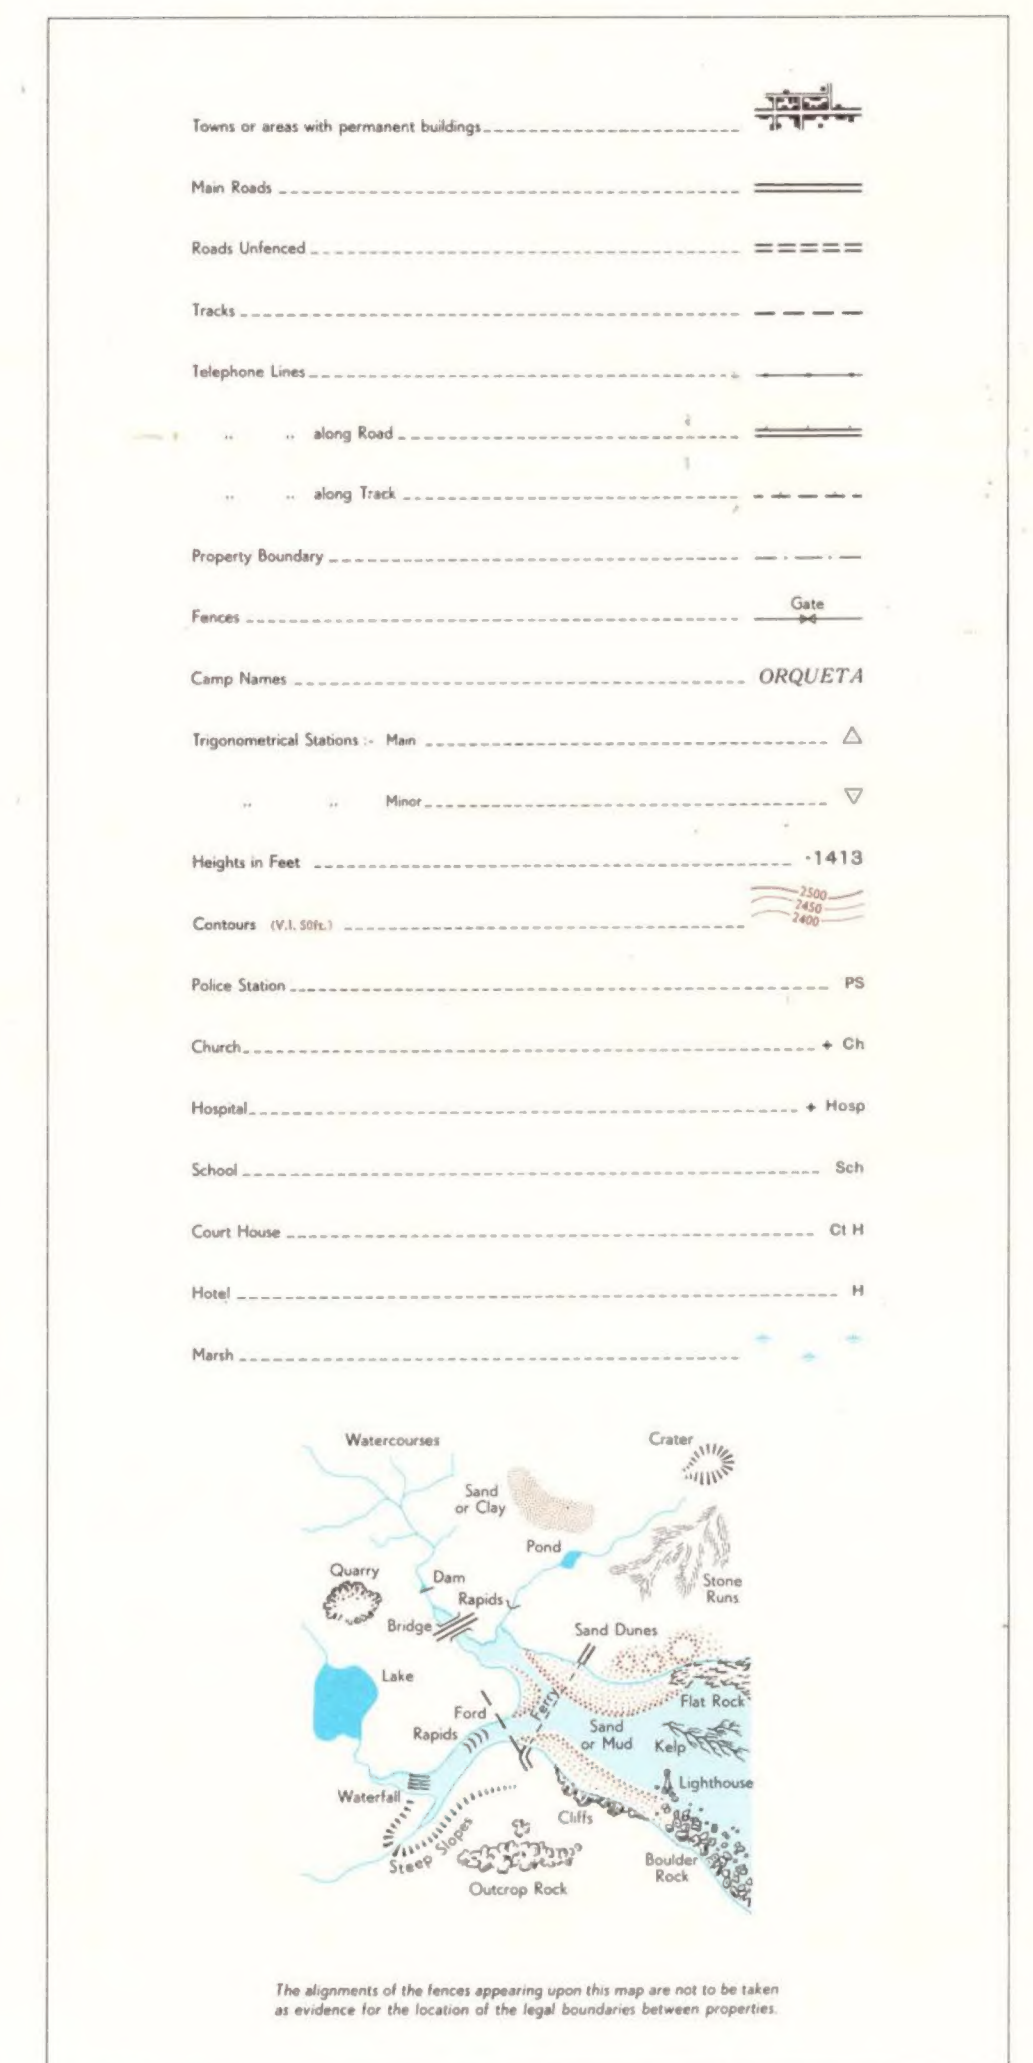 Towns or areas with permanent buildings
Main Roads
Roads Unfenced
Tracks
Telephone Lines
,, ,, along Road
,, ,, along Track
Property Boundary
Gate
Fences
Camp Names ORQUETA
Trigonometrical Stations :- Main
,, ,, Minor
Heights in Feet ·1413
2500
2450
2400
Contours (V.I. 50ft.)
Police Station PS
Church + Ch
Hospital + Hosp
School Sch
Court House Ct H
Hotel H
Marsh
Watercourses
Crater
Sand
or Clay
Pond
Quarry
Dam
Stone
Runs
Rapids
Bridge
Sand Dunes
Lake
Ferry
Flat Rock
Ford
Rapids
Sand
or Mud
Kelp
Lighthouse
Waterfall
Cliffs
Steep Slopes
Boulder
Rock
Outcrop Rock
The alignments of the fences appearing upon this map are not to be taken
as evidence for the location of the legal boundaries between properties.